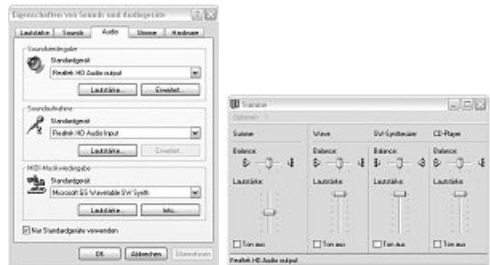 Eigenschaften von Sounds und Audiogeräte
Lautstärke Sounds Audio Stimme Hardware
Soundwiedergabe
Standardgerät:
Realtek HD Audio output
Lautstärke... Erweitert...
Soundaufnahme
Standardgerät:
Realtek HD Audio Input
Lautstärke... Erweitert...
MIDI-Musikwiedergabe
Standardgerät:
Microsoft GS Wavetable SW Synth
Lautstärke... Info...
Nur Standardgeräte verwenden
OK Abbrechen Übernehmen
Summe
Optionen ?
Summe Wave SW-Synthesizer CD-Player
Balance: Balance: Balance: Balance:
Lautstärke: Lautstärke: Lautstärke: Lautstärke:
Ton aus Ton aus Ton aus Ton aus
Realtek HD Audio output